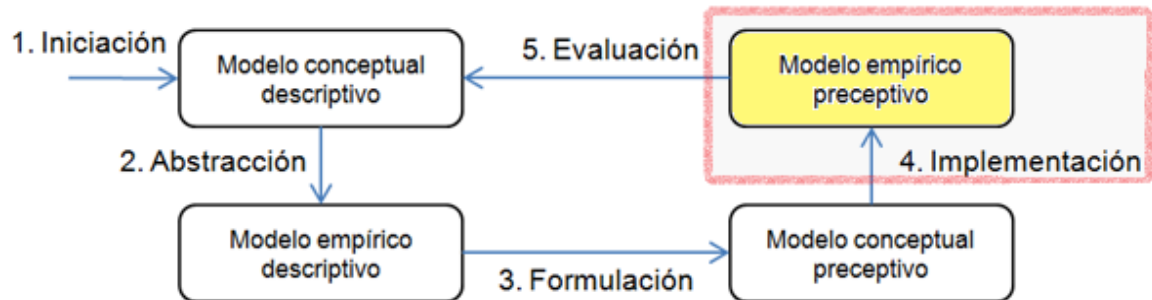 1. Iniciación
Modelo conceptual
descriptivo
5. Evaluación
Modelo empírico
preceptivo
2. Abstracción
4. Implementación
Modelo empírico
descriptivo
3. Formulación
Modelo conceptual
preceptivo